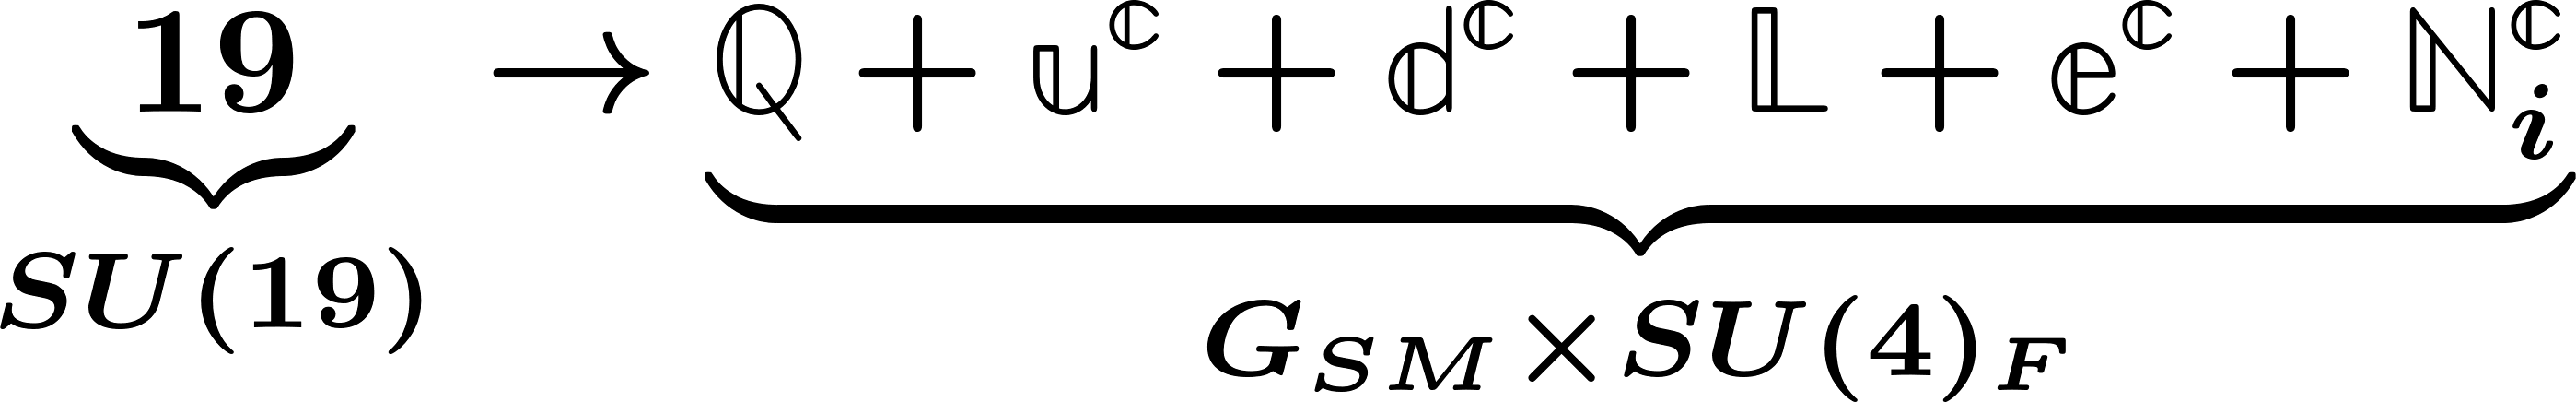 19 → ℚ + 𝕦^ℂ + 𝕕^ℂ + 𝕃 + 𝕖^ℂ + ℕ_i^ℂ
SU(19)
G_SM × SU(4)_F